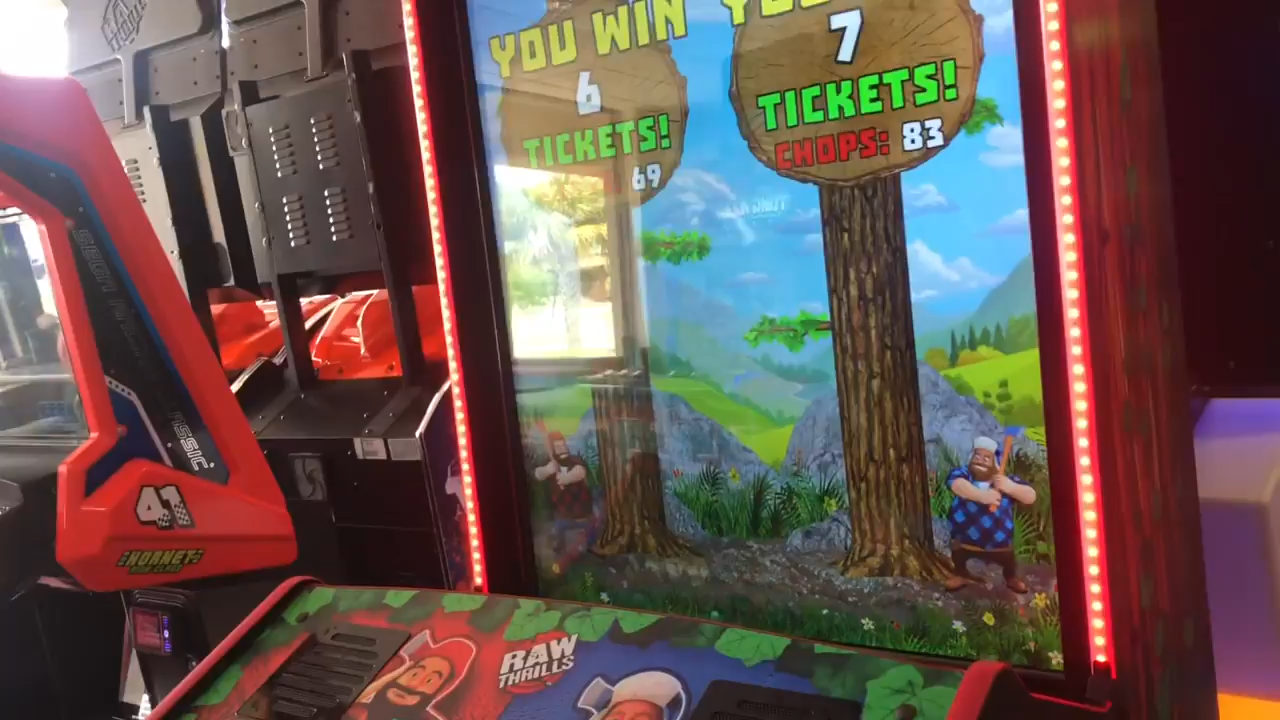 YOU WIN
6
TICKETS!
69
7
TICKETS!
CHOPS: 83
41
HORNET
RAW
THRILLS